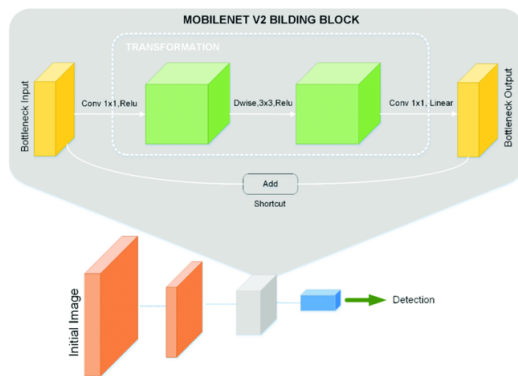 MOBILENET V2 BILDING BLOCK
TRANSFORMATION
Bottleneck Input
Conv 1x1,Relu
Dwise,3x3,Relu
Conv 1x1, Linear
Bottleneck Output
Add
Shortcut
Initial Image
Detection